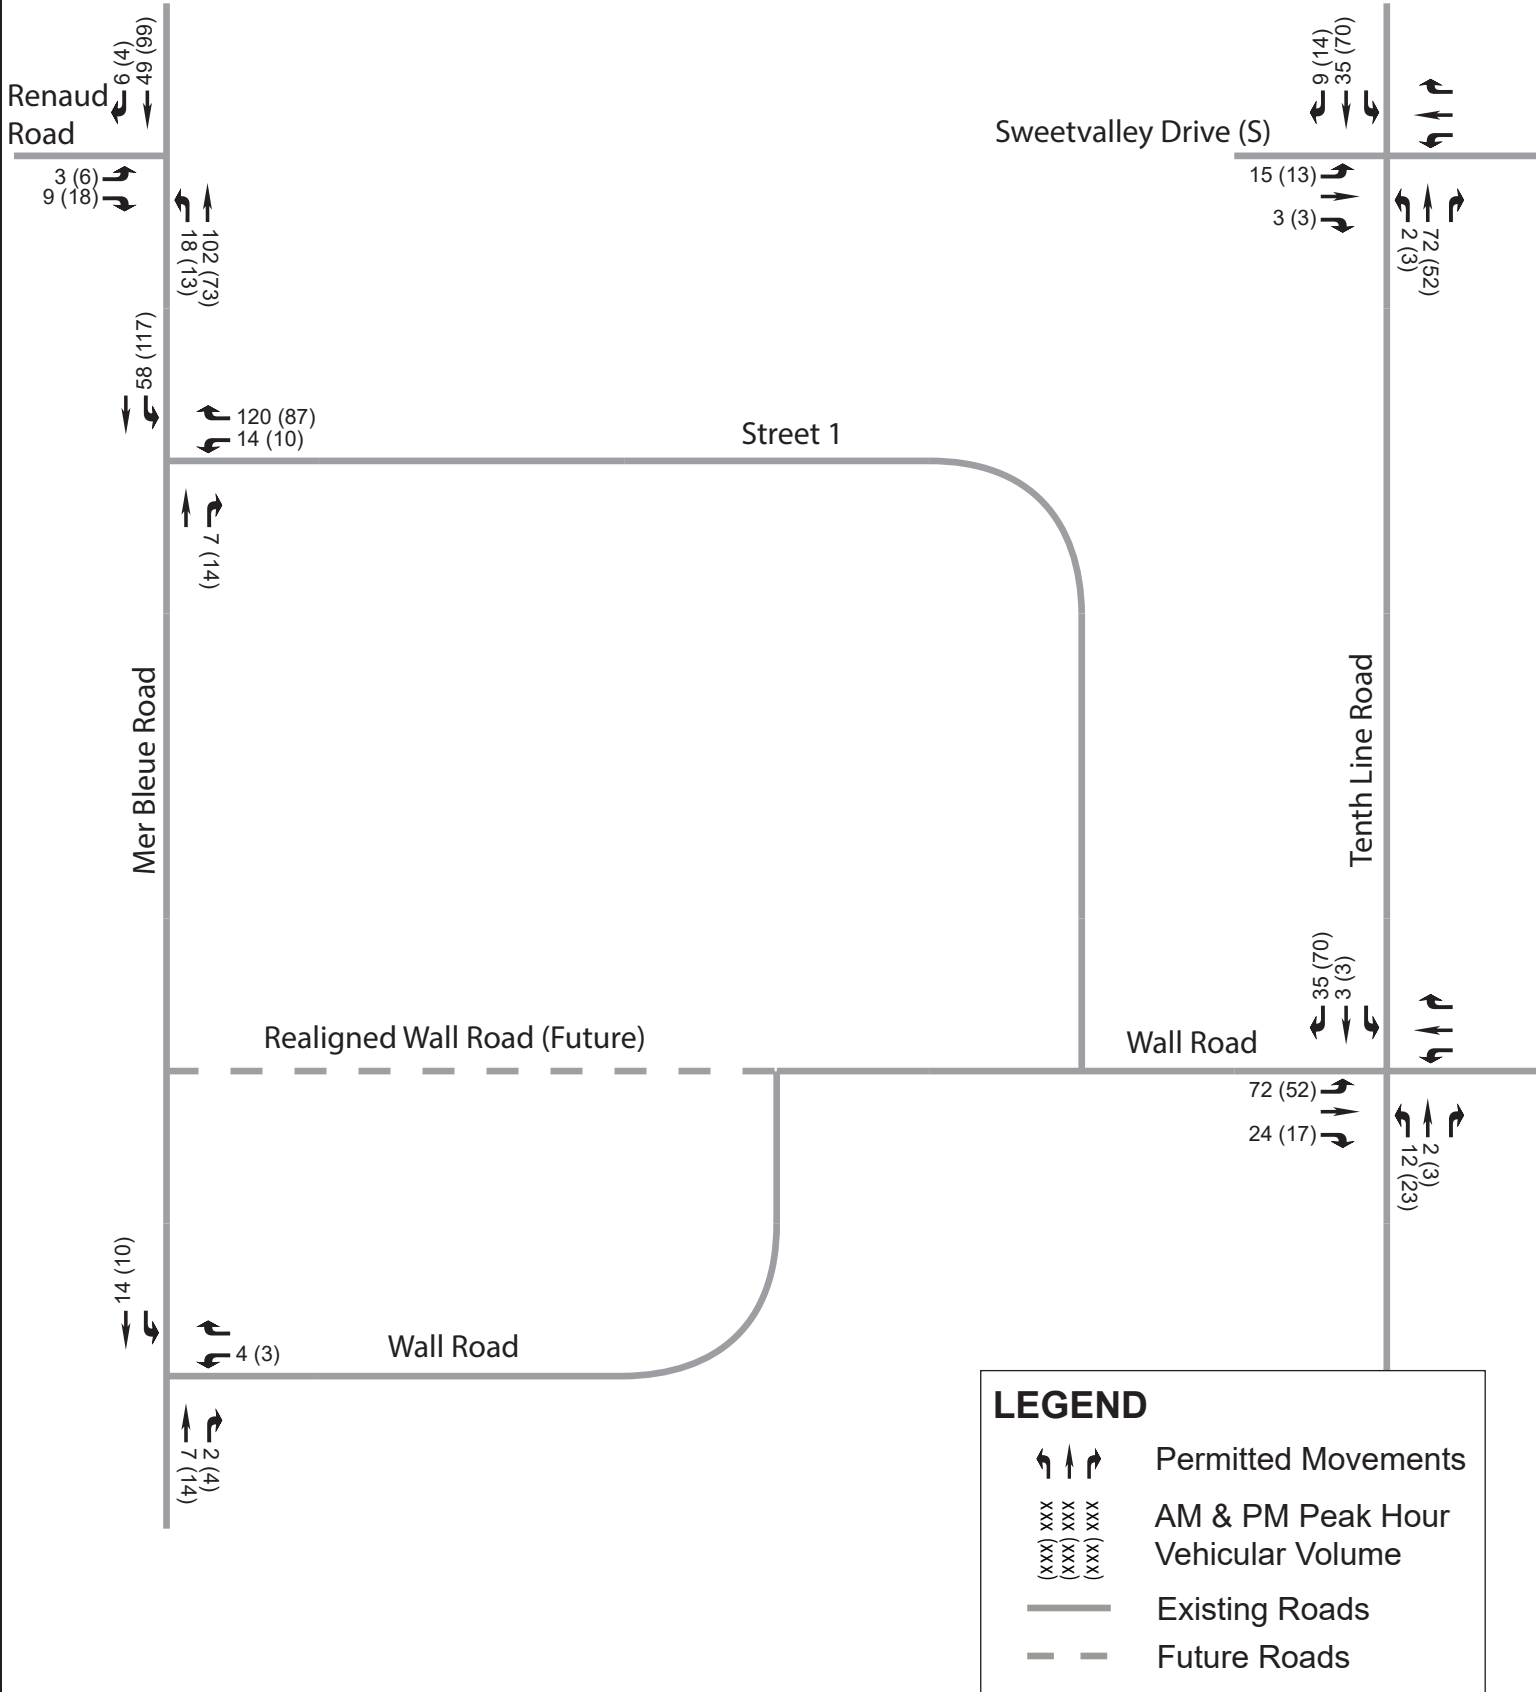 6 (4)
49 (99)
Renaud
Road
3 (6)
9 (18)
18 (13)
102 (73)
9 (14)
35 (70)
Sweetvalley Drive (S)
15 (13)
3 (3)
2 (3)
72 (52)
58 (117)
120 (87)
14 (10)
Street 1
7 (14)
Mer Bleue Road
Tenth Line Road
35 (70)
3 (3)
Realigned Wall Road (Future)
Wall Road
72 (52)
24 (17)
12 (23)
2 (3)
14 (10)
4 (3)
Wall Road
7 (14)
2 (4)
LEGEND
Permitted Movements
xxx xxx xxx
(xxx) (xxx) (xxx)
AM & PM Peak Hour
Vehicular Volume
Existing Roads
Future Roads